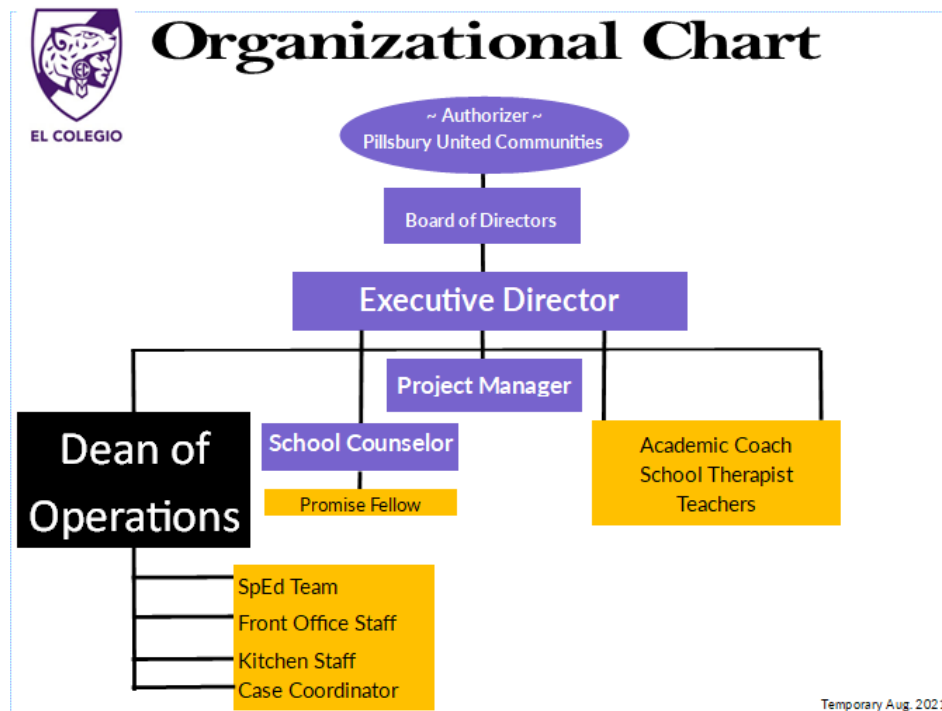 Organizational Chart
EL COLEGIO
~ Authorizer ~
Pillsbury United Communities
Board of Directors
Executive Director
Project Manager
Dean of
Operations
School Counselor
Promise Fellow
Academic Coach
School Therapist
Teachers
SpEd Team
Front Office Staff
Kitchen Staff
Case Coordinator
Temporary Aug. 2021